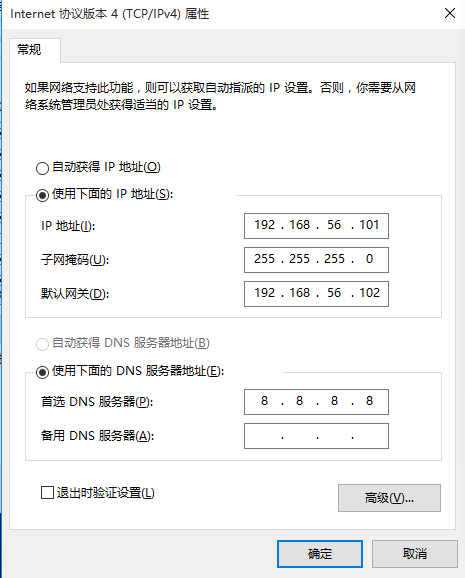 Internet 协议版本 4 (TCP/IPv4) 属性
常规
如果网络支持此功能，则可以获取自动指派的 IP 设置。否则，你需要从网
络系统管理员处获得适当的 IP 设置。
自动获得 IP 地址(O)
使用下面的 IP 地址(S):
IP 地址(I): 192 . 168 . 56 . 101
子网掩码(U): 255 . 255 . 255 . 0
默认网关(D): 192 . 168 . 56 . 102
自动获得 DNS 服务器地址(B)
使用下面的 DNS 服务器地址(E):
首选 DNS 服务器(P): 8 . 8 . 8 . 8
备用 DNS 服务器(A): . . .
退出时验证设置(L)
高级(V)...
确定 取消